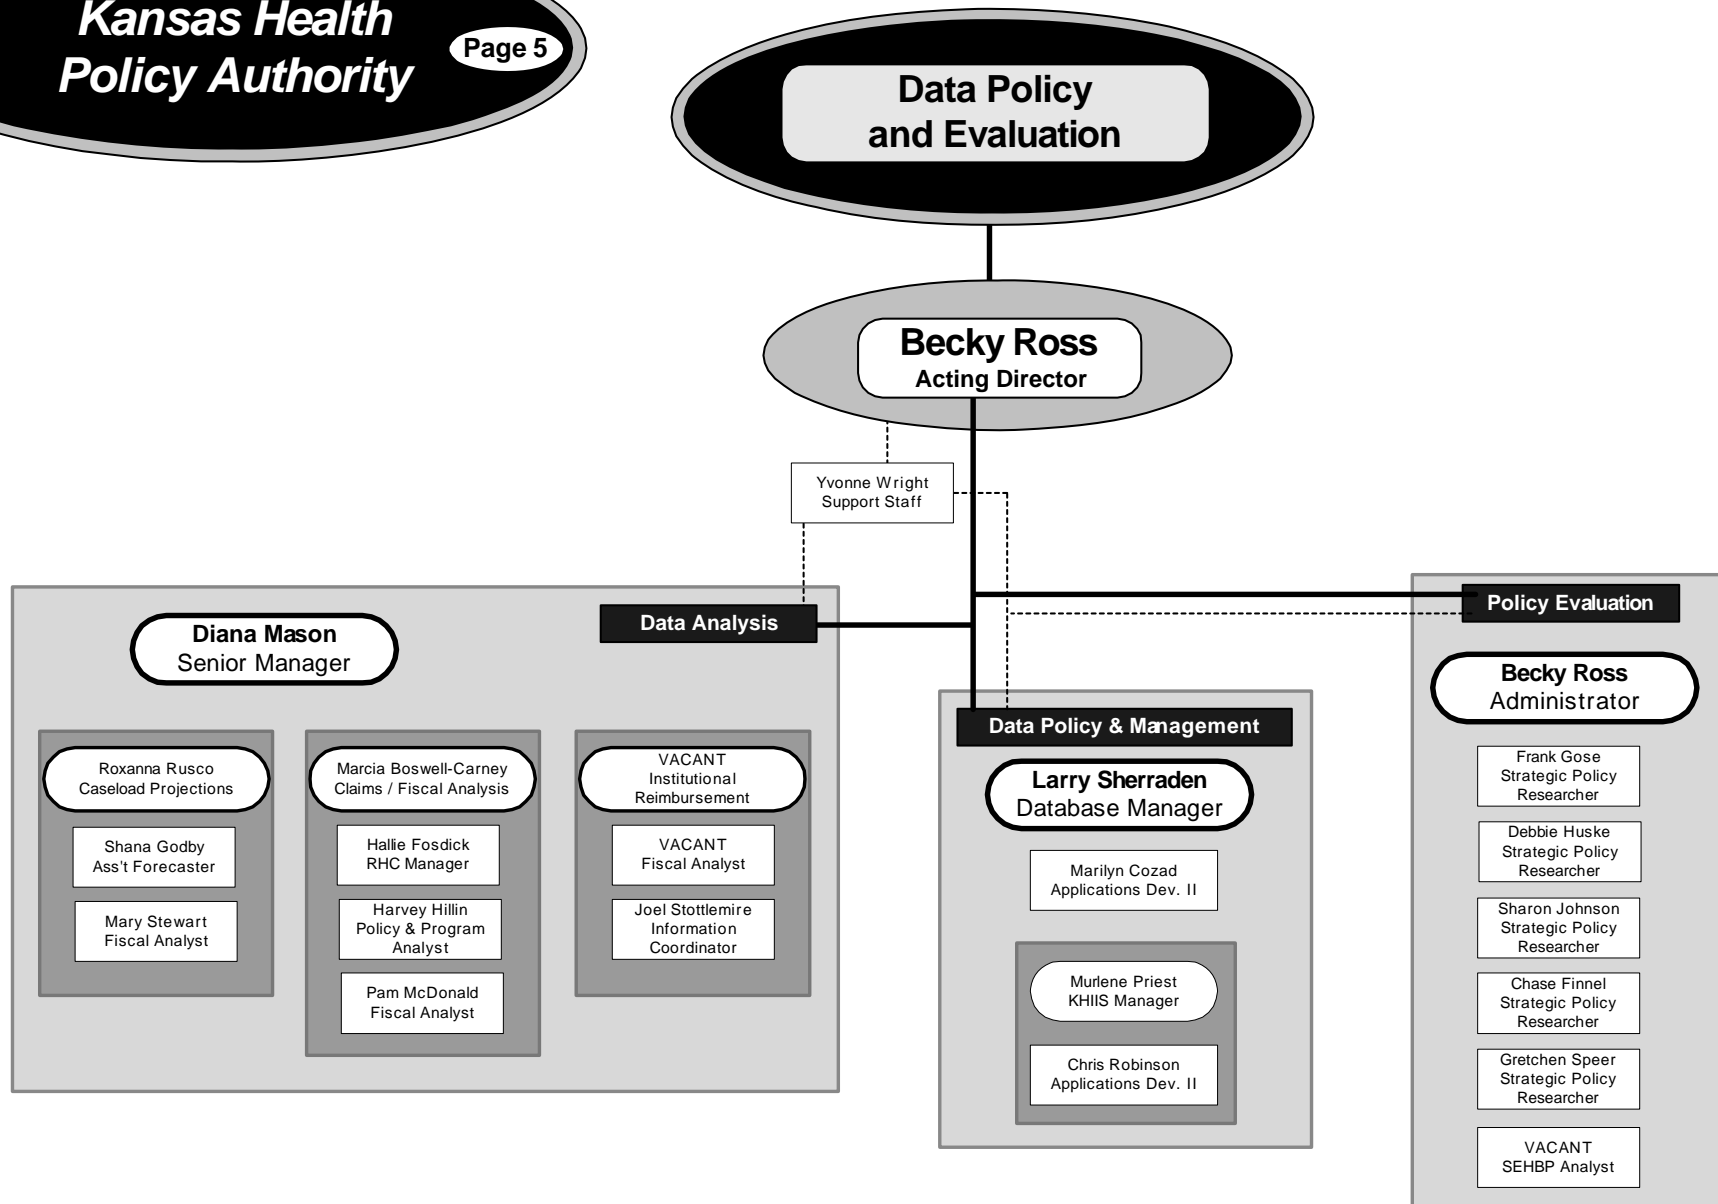 Kansas Health
Policy Authority
Page 5
Data Policy
and Evaluation
Becky Ross
Acting Director
Yvonne Wright
Support Staff
Data Analysis
Diana Mason
Senior Manager
Roxanna Rusco
Caseload Projections
Shana Godby
Ass't Forecaster
Mary Stewart
Fiscal Analyst
Marcia Boswell-Carney
Claims / Fiscal Analysis
Hallie Fosdick
RHC Manager
Harvey Hillin
Policy & Program
Analyst
Pam McDonald
Fiscal Analyst
VACANT
Institutional
Reimbursement
VACANT
Fiscal Analyst
Joel Stottlemire
Information
Coordinator
Data Policy & Management
Larry Sherraden
Database Manager
Marilyn Cozad
Applications Dev. II
Murlene Priest
KHIIS Manager
Chris Robinson
Applications Dev. II
Policy Evaluation
Becky Ross
Administrator
Frank Gose
Strategic Policy
Researcher
Debbie Huske
Strategic Policy
Researcher
Sharon Johnson
Strategic Policy
Researcher
Chase Finnel
Strategic Policy
Researcher
Gretchen Speer
Strategic Policy
Researcher
VACANT
SEHBP Analyst